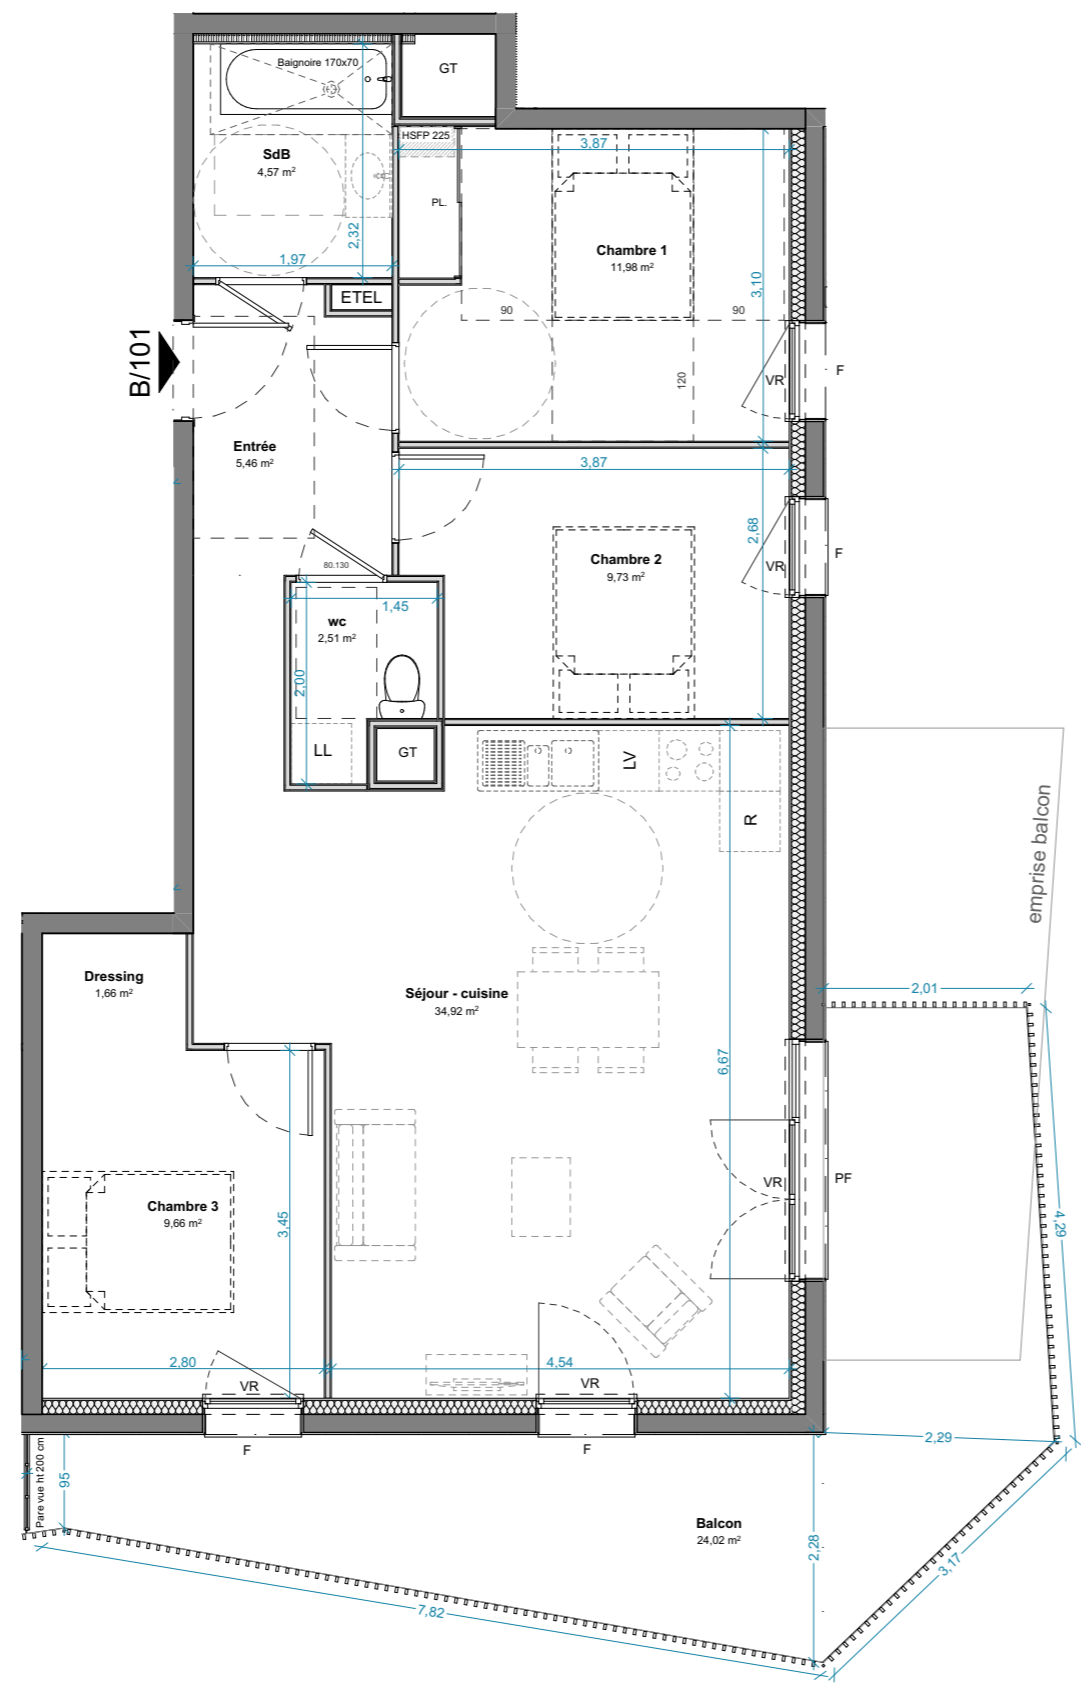 Baignoire 170x70
GT
HSFP 225
3,87
SdB
4,57 m²
PL.
2,32
1,97
Chambre 1
11,98 m²
3,10
ETEL
90
90
B/101
120
VR
F
Entrée
5,46 m²
3,87
2,68
Chambre 2
9,73 m²
VR
F
80.130
1,45
wc
2,51 m²
2,00
LL
GT
LV
R
emprise balcon
Dressing
1,66 m²
Séjour - cuisine
34,92 m²
2,01
6,67
VR
PF
Chambre 3
9,66 m²
3,45
4,29
2,80
4,54
VR
VR
F
F
2,29
Pare vue ht 200 cm
95
Balcon
24,02 m²
2,28
3,17
7,82